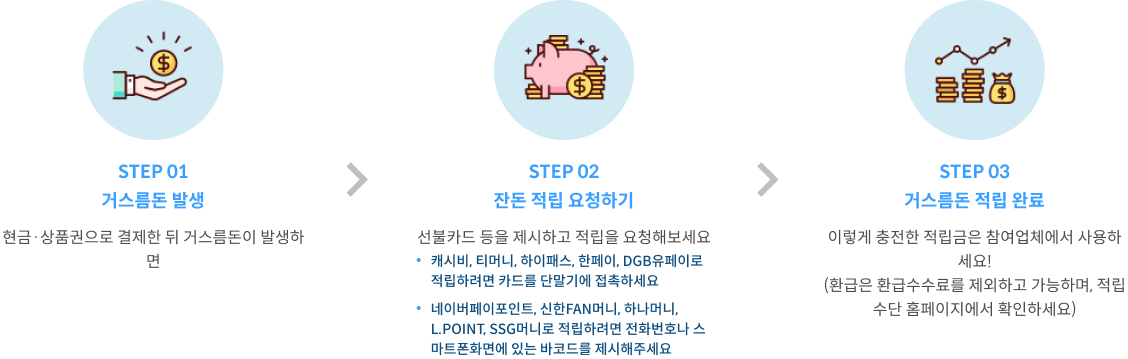 STEP 01
거스름돈 발생
현금·상품권으로 결제한 뒤 거스름돈이 발생하
면
STEP 02
잔돈 적립 요청하기
선불카드 등을 제시하고 적립을 요청해보세요
• 캐시비, 티머니, 하이패스, 한페이, DGB유페이로
적립하려면 카드를 단말기에 접촉하세요
• 네이버페이포인트, 신한FAN머니, 하나머니,
L.POINT, SSG머니로 적립하려면 전화번호나 스
마트폰화면에 있는 바코드를 제시해주세요
STEP 03
거스름돈 적립 완료
이렇게 충전한 적립금은 참여업체에서 사용하
세요!
(환급은 환급수수료를 제외하고 가능하며, 적립
수단 홈페이지에서 확인하세요)